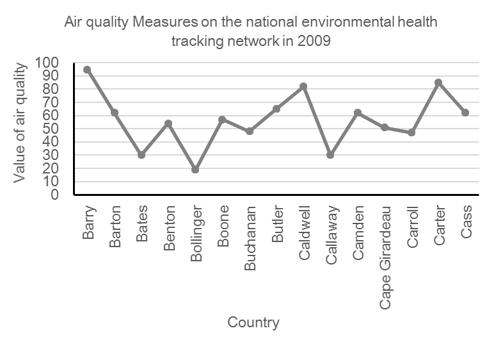 Air quality Measures on the national environmental health
tracking network in 2009
Value of air quality
100
90
80
70
60
50
40
30
20
10
0
Barry
Barton
Bates
Benton
Bollinger
Boone
Buchanan
Butler
Caldwell
Callaway
Camden
Cape Girardeau
Carroll
Carter
Cass
Country